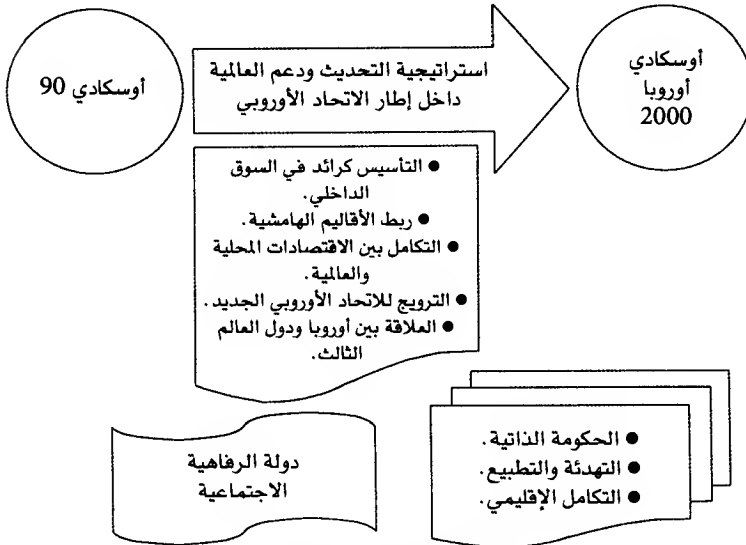 أوسكادي 90
استراتيجية التحديث ودعم العالمية
داخل إطار الاتحاد الأوروبي
أوسكادي
أوروبا
2000
● التأسيس كرائد في السوق
الداخلي.
● ربط الأقاليم الهامشية.
● التكامل بين الاقتصادات المحلية
والعالمية.
● الترويج للاتحاد الأوروبي الجديد.
● العلاقة بين أوروبا ودول العالم
الثالث.
● الحكومة الذاتية.
● التهدئة والتطبيع.
● التكامل الإقليمي.
دولة الرفاهية
الاجتماعية